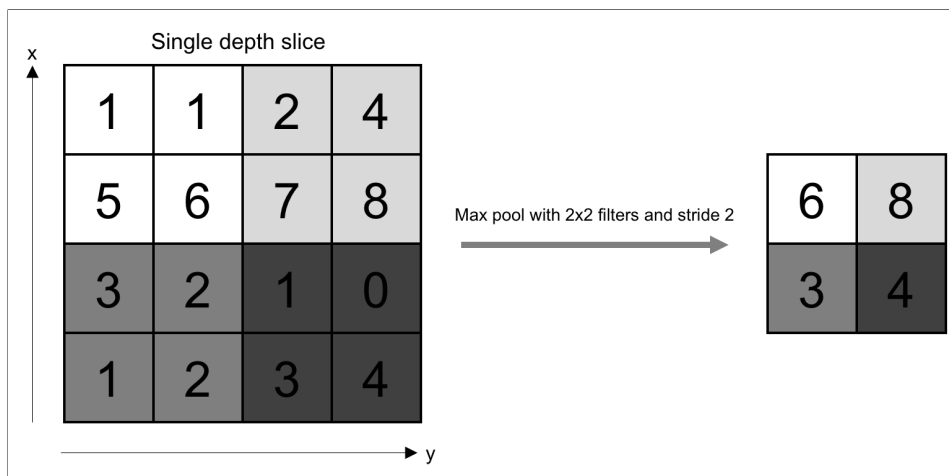 Single depth slice
x
1 1 2 4
5 6 7 8
3 2 1 0
1 2 3 4
y
Max pool with 2x2 filters and stride 2
6 8
3 4